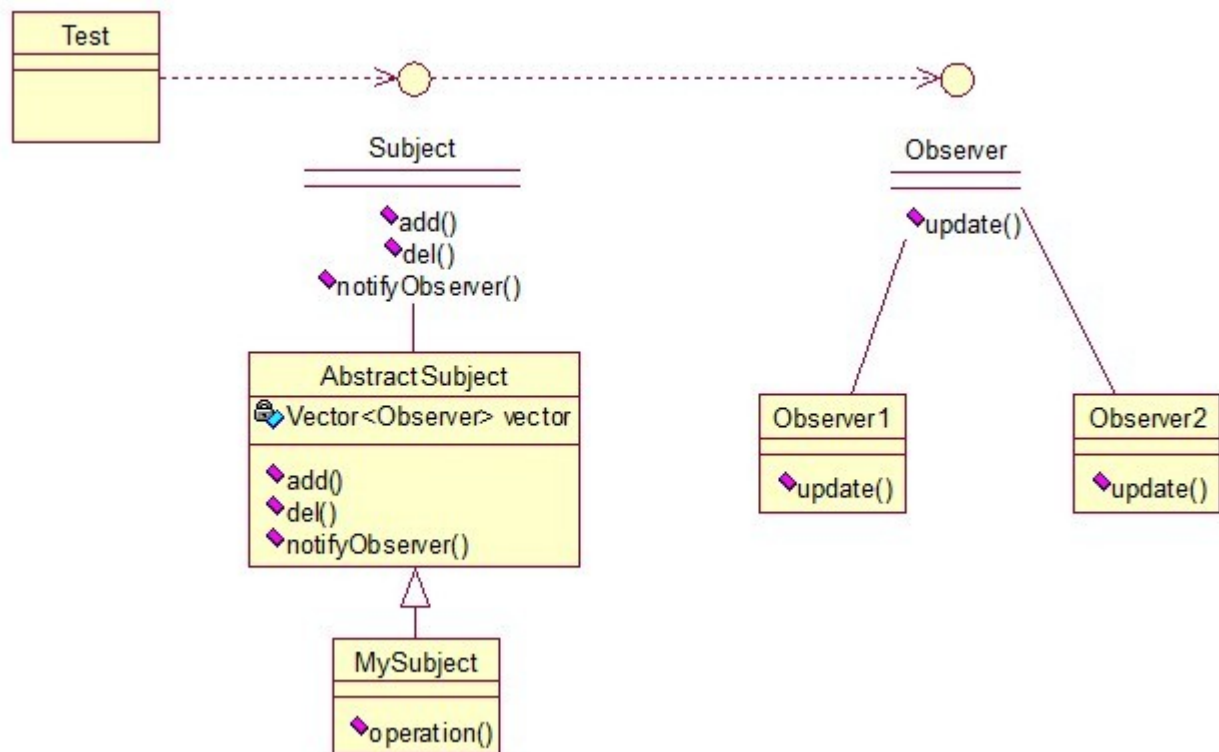 Test
Subject
add()
del()
notifyObserver()
Observer
update()
AbstractSubject
Vector<Observer> vector
add()
del()
notifyObserver()
Observer1
update()
Observer2
update()
MySubject
operation()